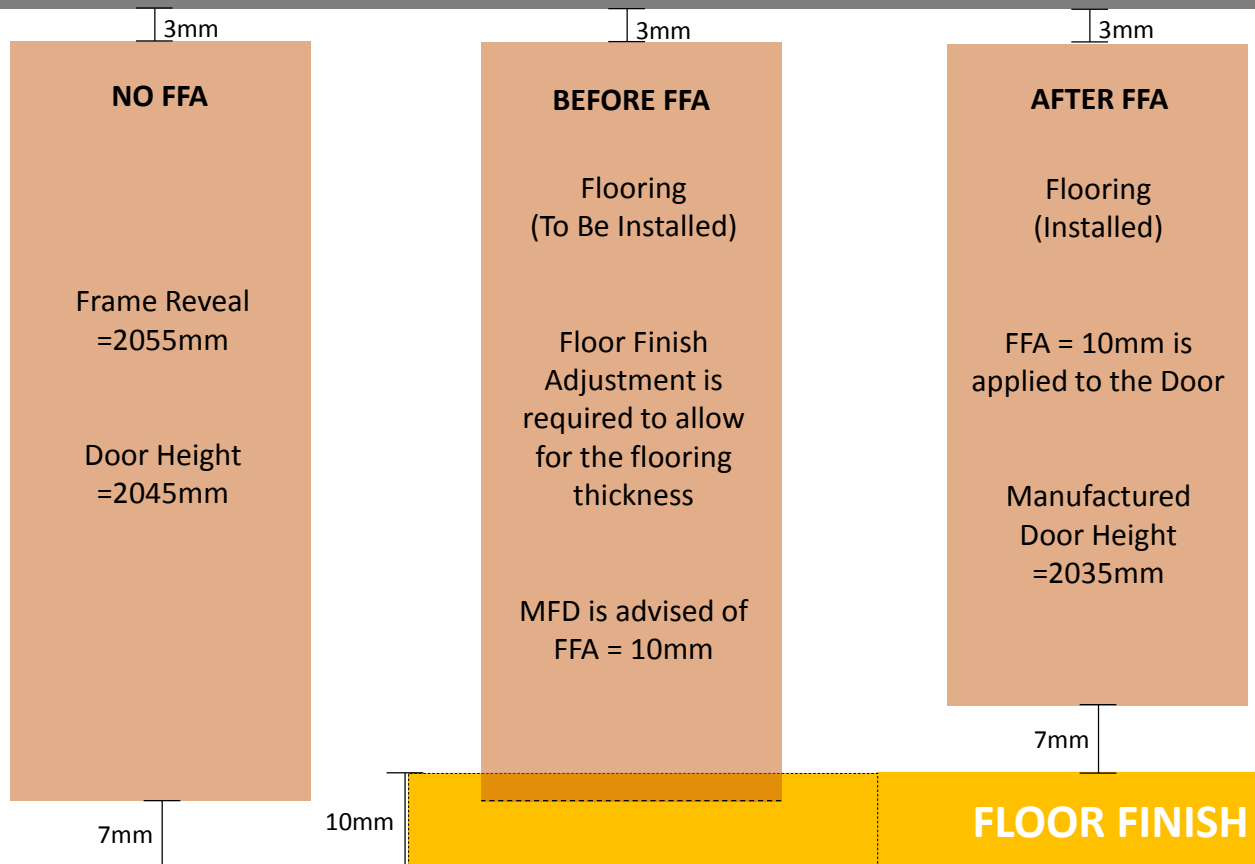 3mm
NO FFA
Frame Reveal
=2055mm
Door Height
=2045mm
7mm
3mm
BEFORE FFA
Flooring
(To Be Installed)
Floor Finish
Adjustment is
required to allow
for the flooring
thickness
MFD is advised of
FFA = 10mm
10mm
3mm
AFTER FFA
Flooring
(Installed)
FFA = 10mm is
applied to the Door
Manufactured
Door Height
=2035mm
7mm
FLOOR FINISH